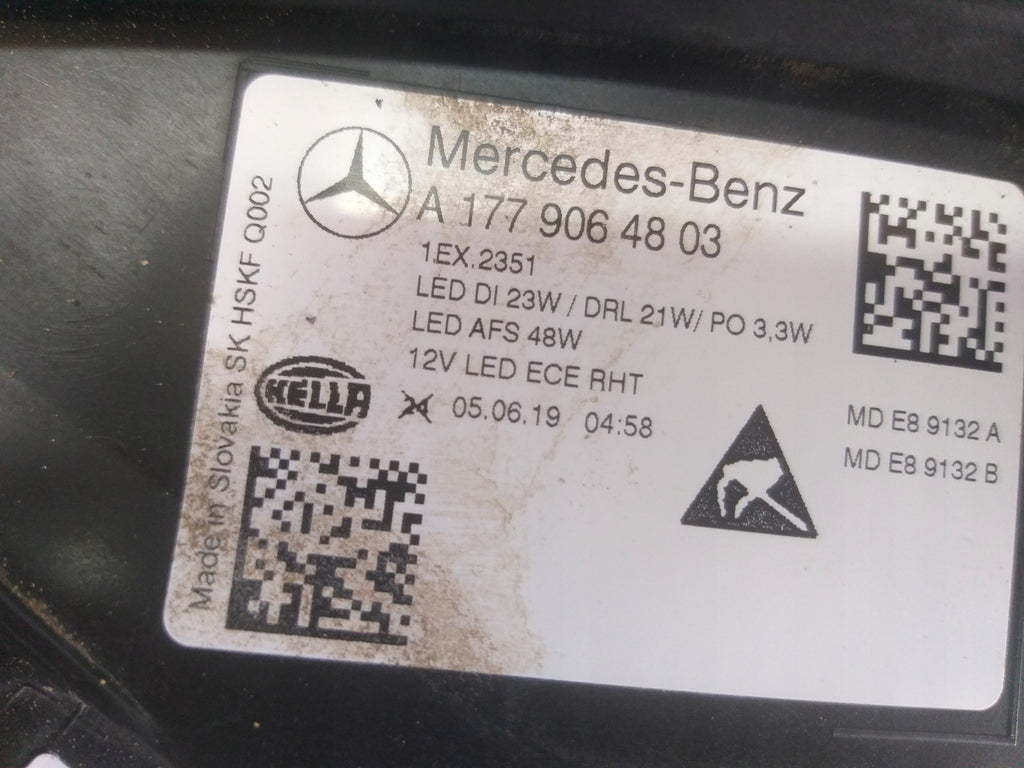 Mercedes-Benz
A 177 906 48 03
1.EX.2351
LED DI 23W / DRL 21W/ PO 3,3W
LED AFS 48W
12V LED ECE RHT
HELLA
05.06.19 04:58
MD E8 9132 A
MD E8 9132 B
Made in Slovakia SK HSKF Q002